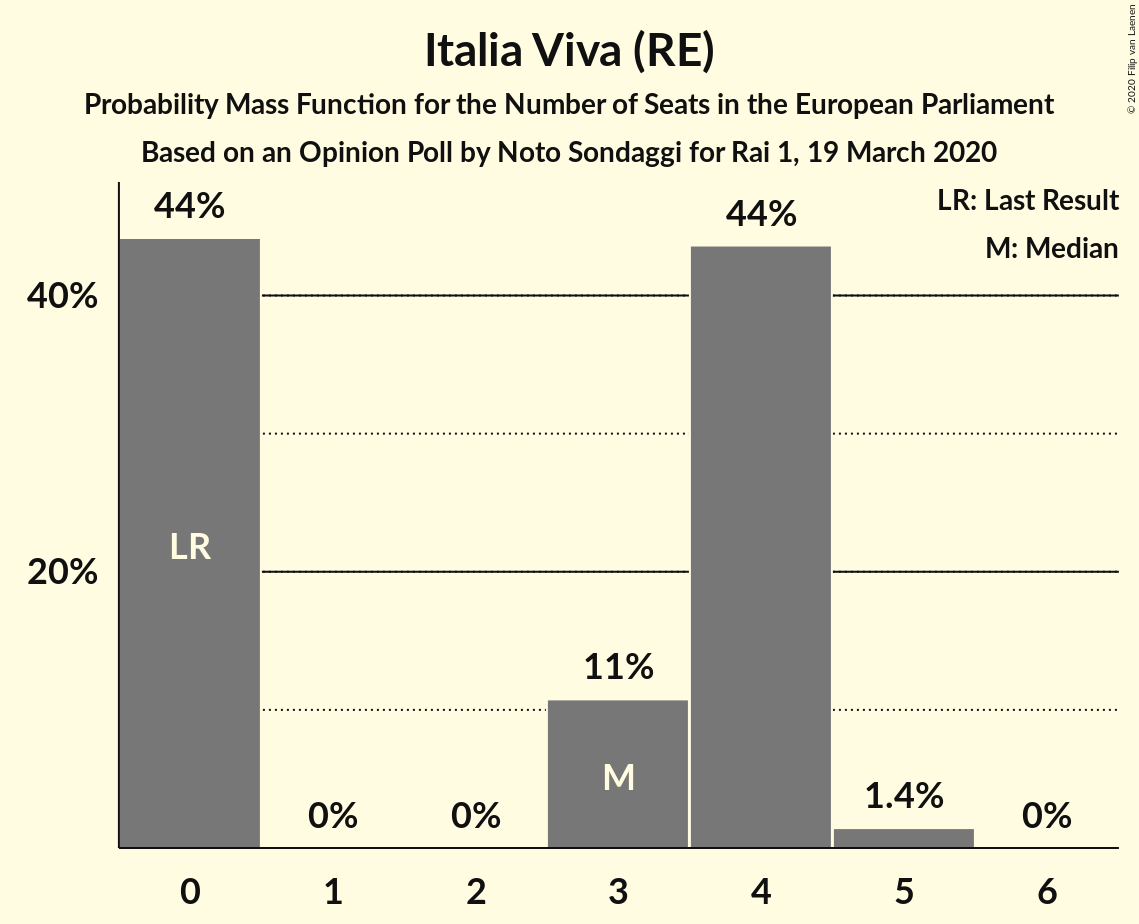 Italia Viva (RE)
Probability Mass Function for the Number of Seats in the European Parliament
Based on an Opinion Poll by Noto Sondaggi for Rai 1, 19 March 2020
© 2020 Filip van Laenen
LR: Last Result
M: Median
44%
44%
40%
LR
20%
11%
M
1.4%
0%
0%
0%
0 1 2 3 4 5 6